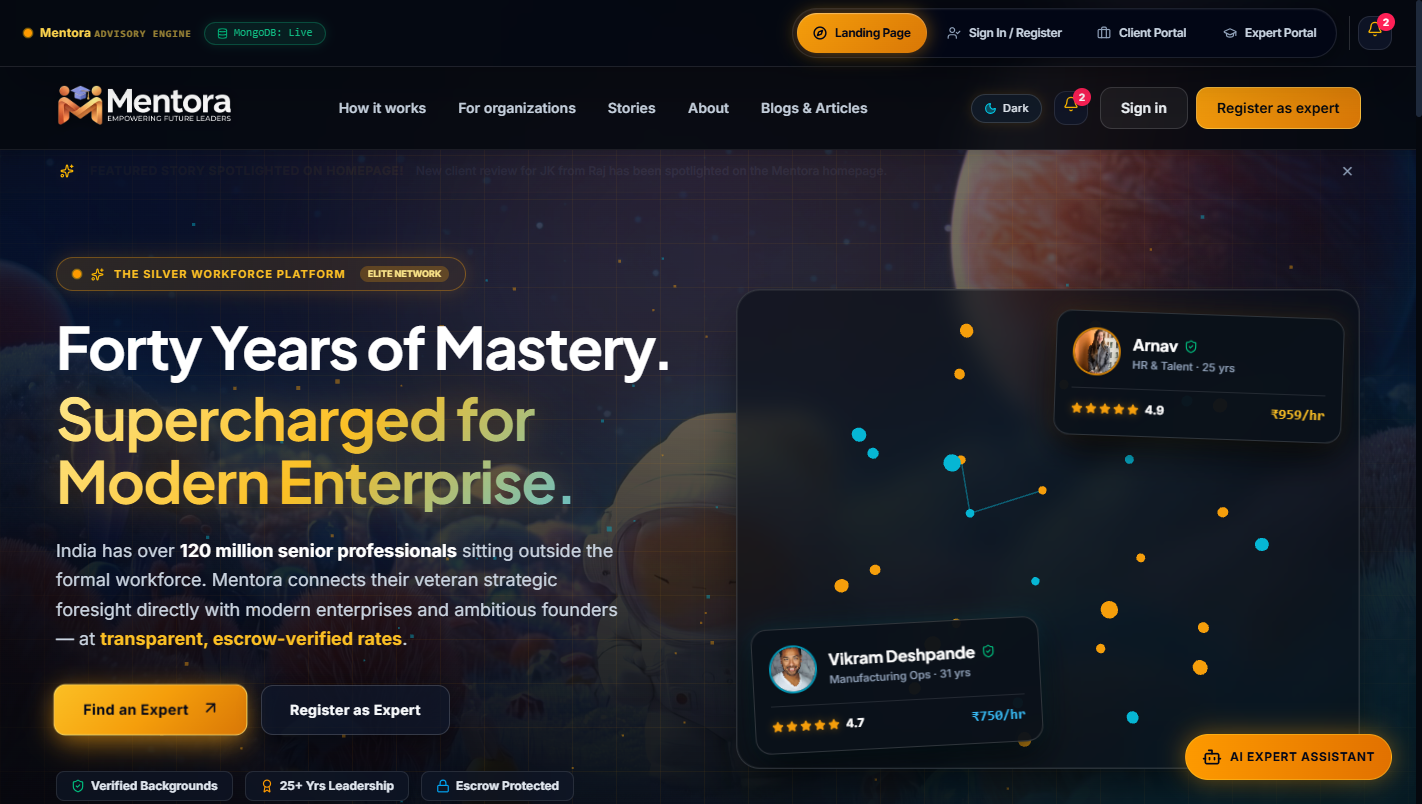 Mentora ADVISORY ENGINE
MongoDB: Live
Landing Page
Sign In / Register
Client Portal
Expert Portal
2
Mentora
EMPOWERING FUTURE LEADERS
How it works
For organizations
Stories
About
Blogs & Articles
Dark
2
Sign in
Register as expert
FEATURED STORY SPOTLIGHTED ON HOMEPAGE! New client review for JK from Raj has been spotlighted on the Mentora homepage.
THE SILVER WORKFORCE PLATFORM
ELITE NETWORK
Forty Years of Mastery.
Supercharged for
Modern Enterprise.
India has over 120 million senior professionals sitting outside the
formal workforce. Mentora connects their veteran strategic
foresight directly with modern enterprises and ambitious founders
— at transparent, escrow-verified rates.
Find an Expert
Register as Expert
Verified Backgrounds
25+ Yrs Leadership
Escrow Protected
Arnav
HR & Talent · 25 yrs
4.9
₹959/hr
Vikram Deshpande
Manufacturing Ops · 31 yrs
4.7
₹750/hr
AI EXPERT ASSISTANT